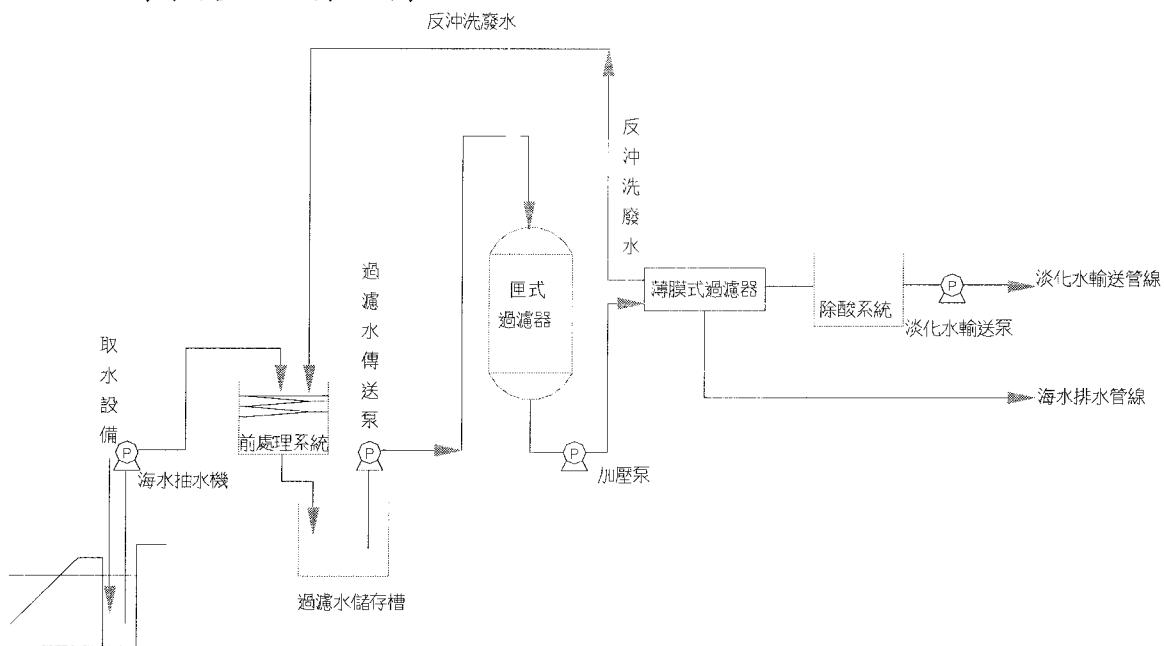 反沖洗廢水
反沖洗廢水
過濾水傳送泵
取水設備
匣式
過濾器
薄膜式過濾器
除酸系統
P
淡化水輸送管線
淡化水輸送泵
海水排水管線
前處理系統
P
海水抽水機
P
P
加壓泵
過濾水儲存槽